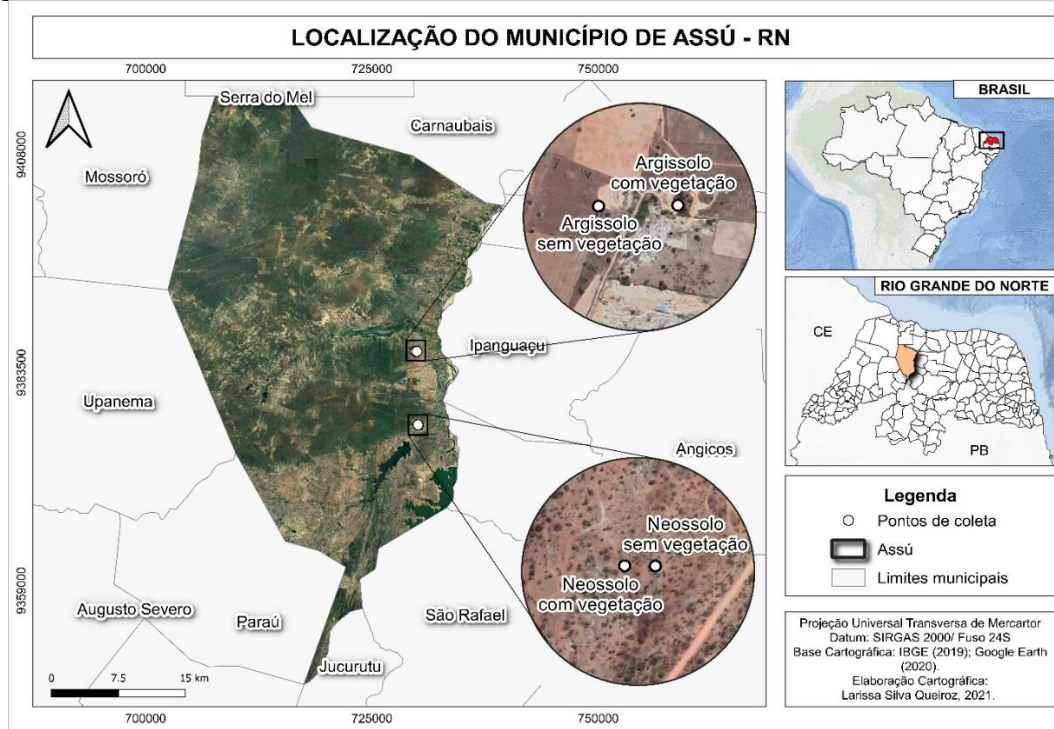 LOCALIZAÇÃO DO MUNICÍPIO DE ASSÚ - RN
700000
725000
750000
9408000
9383500
9359000
Serra do Mel
Carnaubais
Mossoró
Argissolo
com vegetação
Argissolo
sem vegetação
Ipanguaçu
Upanema
Angicos
Neossolo
sem vegetação
Neossolo
com vegetação
Augusto Severo
Paraú
São Rafael
Jucurutu
0 7.5 15 km
700000
725000
750000
BRASIL
RIO GRANDE DO NORTE
CE
PB
Legenda
Pontos de coleta
Assú
Limites municipais
Projeção Universal Transversa de Mercartor
Datum: SIRGAS 2000/ Fuso 24S
Base Cartográfica: IBGE (2019); Google Earth
(2020).
Elaboração Cartográfica:
Larissa Silva Queiroz, 2021.